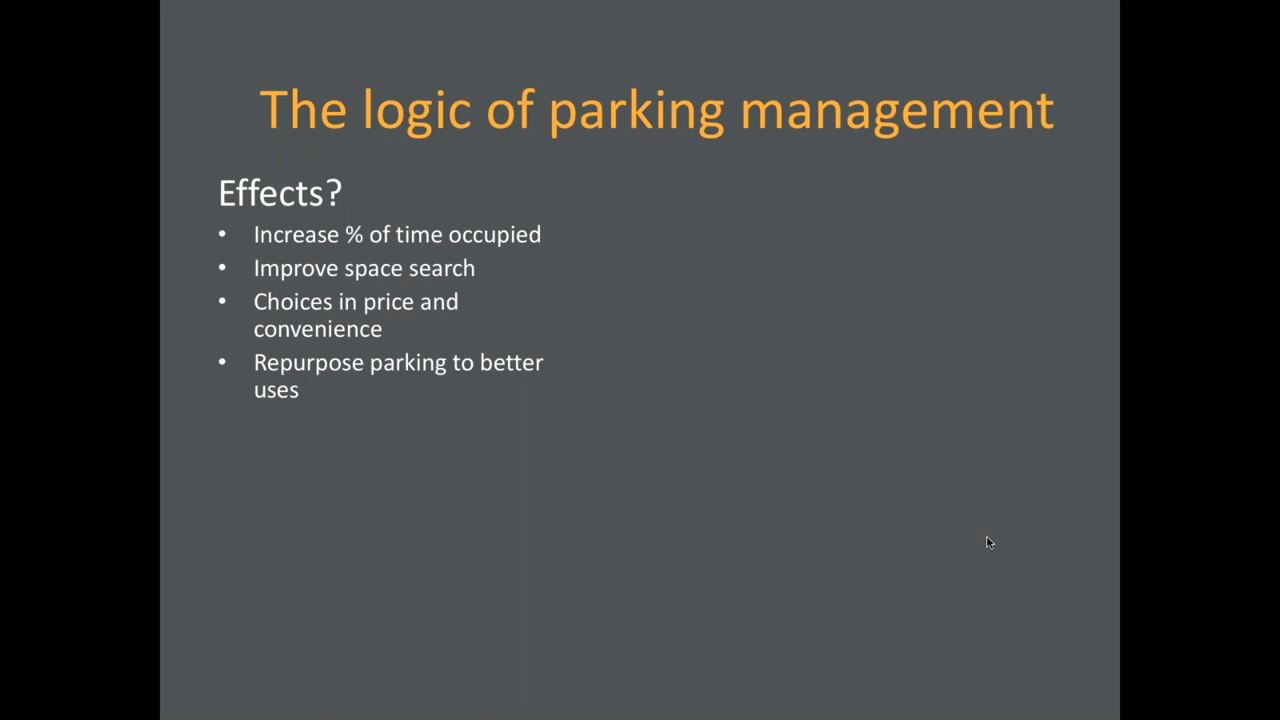 The logic of parking management
Effects?
• Increase % of time occupied
• Improve space search
• Choices in price and
convenience
• Repurpose parking to better
uses